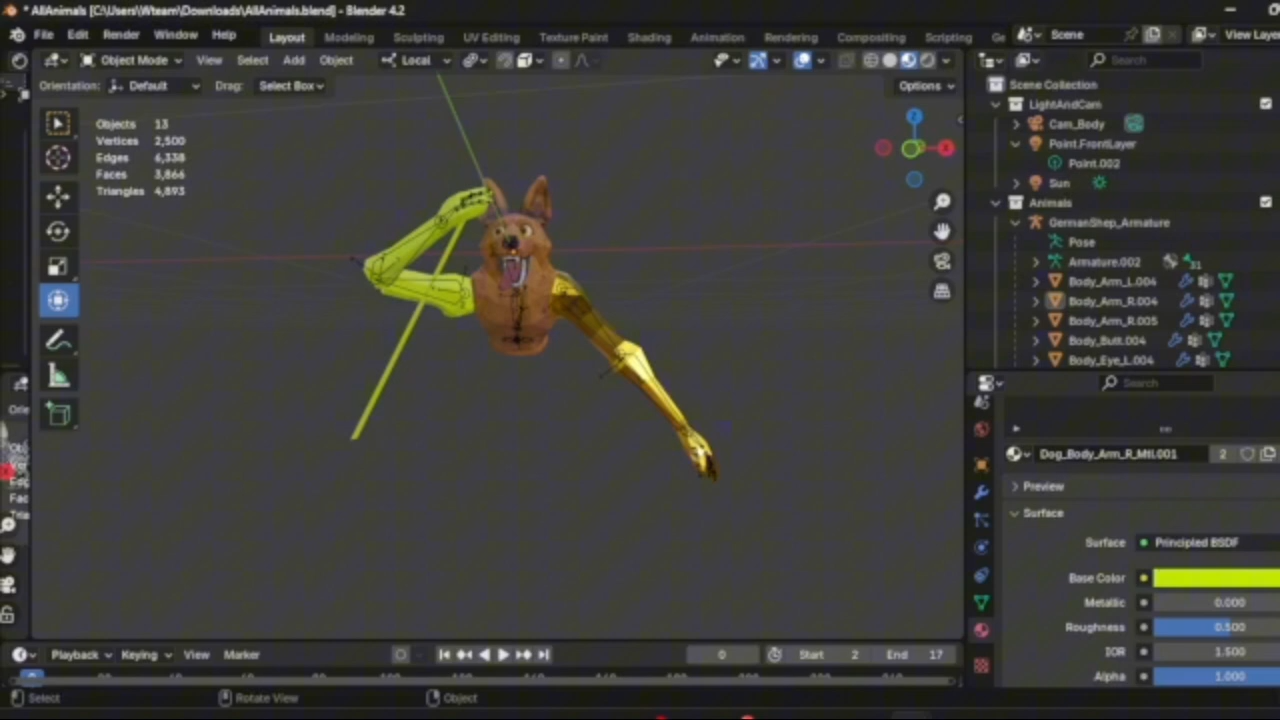 * AllAnimals [C:\Users\Wteam\Downloads\AllAnimals.blend] - Blender 4.2
File Edit Render Window Help Layout Modeling Sculpting UV Editing Texture Paint Shading Animation Rendering Compositing Scripting Ge Scene View Laye
Object Mode View Select Add Object Local Search
Orientation: Default Drag: Select Box Options
Scene Collection
LightAndCam
Objects 13
Vertices 2,500
Edges 6,338
Faces 3,866
Triangles 4,893
Z
X
Cam_Body
Point.FrontLayer
Point.002
Sun
Animals
GermanShep_Armature
Pose
Armature.002 31
Body_Arm_L.004
Body_Arm_R.004
Body_Arm_R.005
Body_Butt.004
Body_Eye_L.004
Search
Dog_Body_Arm_R_Mtl.001 2
Preview
Surface
Surface Principled BSDF
Base Color
Metallic 0.000
Roughness 0.500
IOR 1.500
Alpha 1.000
Playback Keying View Marker 0 Start 2 End 17
Select Rotate View Object